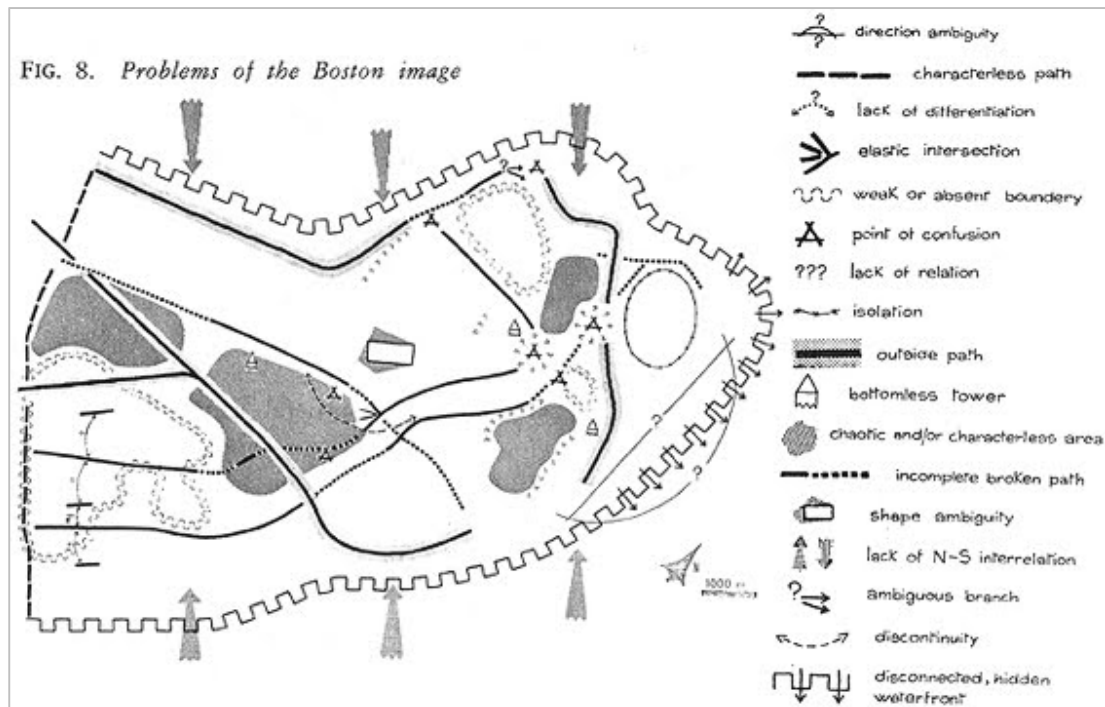 FIG. 8. Problems of the Boston image
?
?
direction ambiguity
characterless path
?
lack of differentiation
elastic intersection
weak or absent boundery
point of confusion
??? lack of relation
isolation
outside path
bottomless tower
chaotic and/or characterless area
incomplete broken path
shape ambiguity
lack of N-S interrelation
? ambiguous branch
discontinuity
disconnected, hidden
waterfront
?
?
?
?
1000